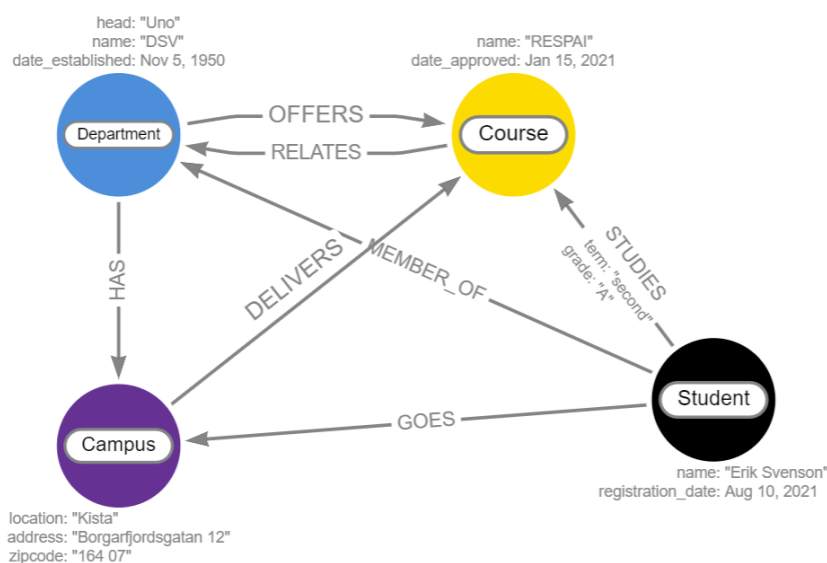 head: "Uno"
name: "DSV"
date_established: Nov 5, 1950
name: "RESPAI"
date_approved: Jan 15, 2021
Department
OFFERS
RELATES
Course
HAS
DELIVERS
MEMBER_OF
STUDIES
term: "second"
grade: "A"
Campus
GOES
Student
name: "Erik Svenson"
registration_date: Aug 10, 2021
location: "Kista"
address: "Borgarfjordsgatan 12"
zipcode: "164 07"